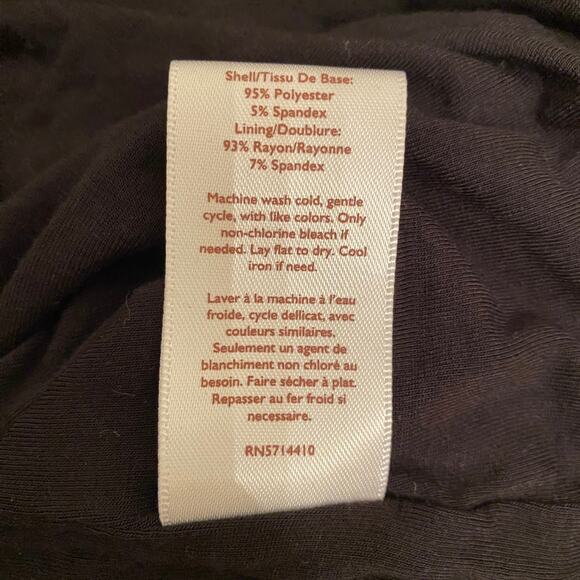 Shell/Tissu De Base:
95% Polyester
5% Spandex
Lining/Doublure:
93% Rayon/Rayonne
7% Spandex
Machine wash cold, gentle
cycle, with like colors. Only
non-chlorine bleach if
needed. Lay flat to dry. Cool
iron if need.
Laver à la machine à l'eau
froide, cycle dellicat, avec
couleurs similaires.
Seulement un agent de
blanchiment non chloré au
besoin. Faire sécher à plat.
Repasser au fer froid si
necessaire.
RN5714410